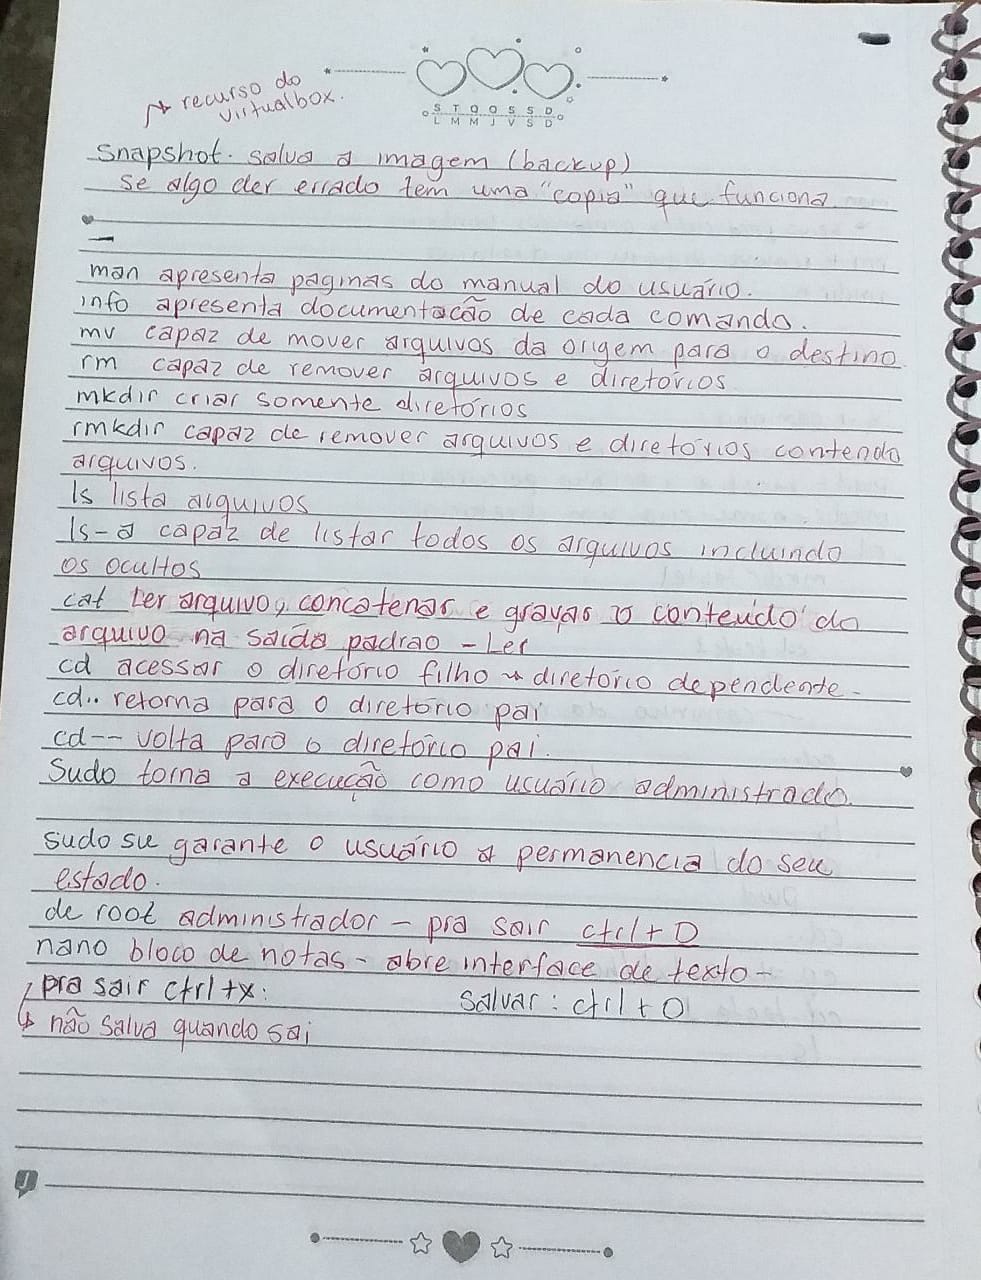 recurso do
virtualbox.
S T Q Q S S D
L M M J V S D
Snapshot. salva a imagem (backup)
se algo der errado tem uma "copia" que funciona
man apresenta paginas do manual do usuário.
info apresenta documentação de cada comando.
mv capaz de mover arquivos da origem para o destino
rm capaz de remover arquivos e diretórios
mkdir criar somente diretórios
rmkdir capaz de remover arquivos e diretórios contendo
arquivos.
ls lista arquivos
ls-a capaz de listar todos os arquivos incluindo
os ocultos
cat Ler arquivo, concatenar e gravar o conteúdo do
arquivo na saída padrao - Ler
cd acessar o diretório filho → diretório dependente-
cd.. retorna para o diretório pai
cd-- volta para o diretório pai.
Sudo torna a execução como usuário administrado.
sudo su garante o usuário a permanencia do seu
estado.
de root administrador - pra sair ctrl+D
nano bloco de notas - abre interface de texto-
pra sair ctrl+x: Salvar: ctrl+O
↳ não salva quando sai